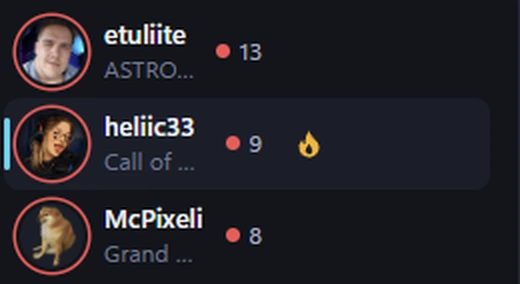 etuliite
13
ASTRO...
heliic33
9
Call of ...
McPixeli
8
Grand ...